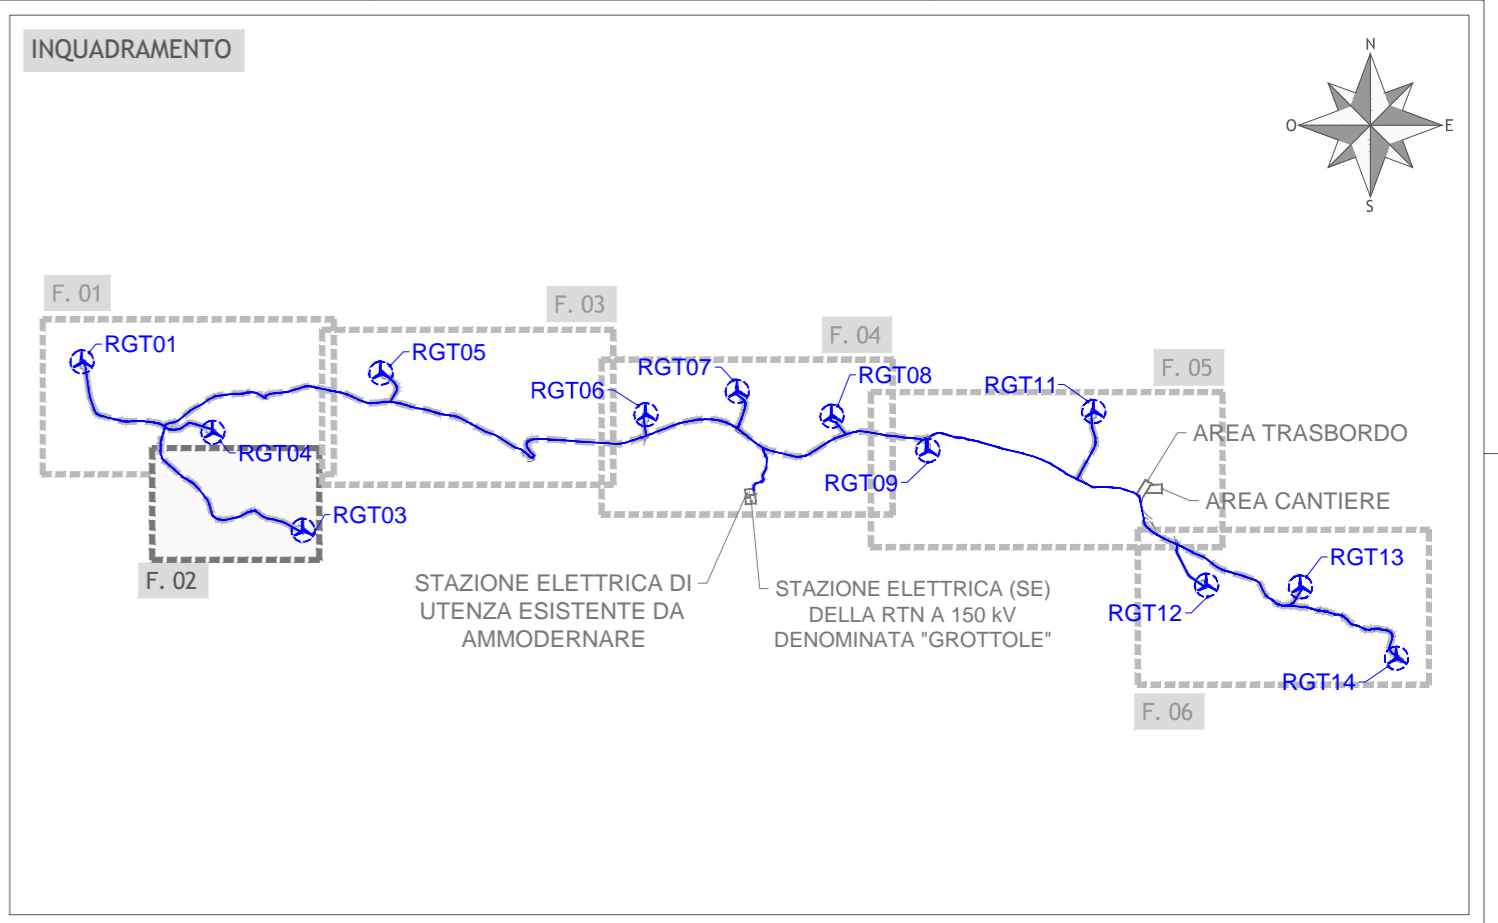 INQUADRAMENTO
N
O
E
S
F. 01
F. 03
F. 04
F. 05
RGT01
RGT05
RGT06
RGT07
RGT08
RGT11
RGT04
RGT09
AREA TRASBORDO
AREA CANTIERE
RGT03
F. 02
STAZIONE ELETTRICA DI
UTENZA ESISTENTE DA
AMMODERNARE
STAZIONE ELETTRICA (SE)
DELLA RTN A 150 kV
DENOMINATA "GROTTOLE"
RGT13
RGT12
RGT14
F. 06